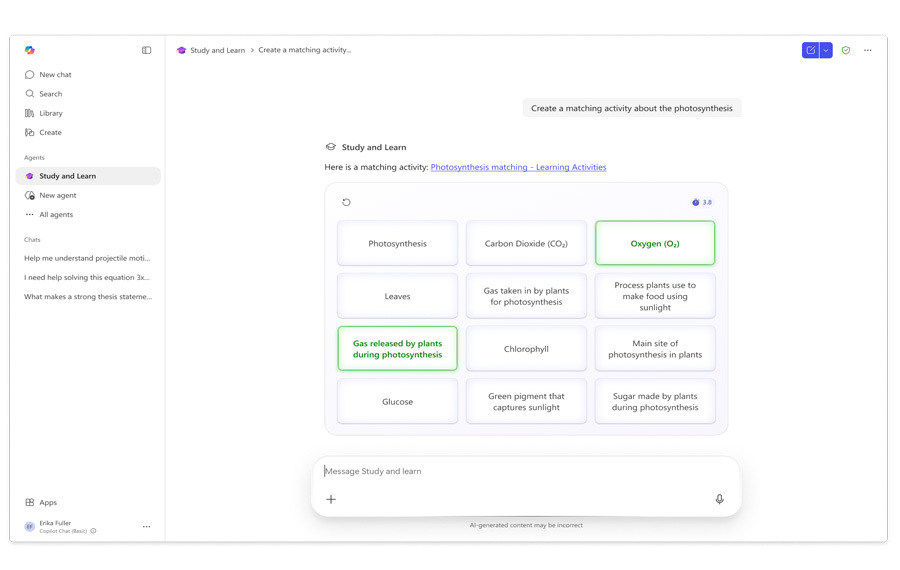 Study and Learn > Create a matching activity...
New chat
Search
Library
Create
Agents
Study and Learn
New agent
All agents
Chats
Help me understand projectile moti...
I need help solving this equation 3x...
What makes a strong thesis stateme...
Apps
EF
Erika Fuller
Copilot Chat (Basic)
Create a matching activity about the photosynthesis
Study and Learn
Here is a matching activity: Photosynthesis matching - Learning Activities
3.8
Photosynthesis
Carbon Dioxide (CO₂)
Oxygen (O₂)
Leaves
Gas taken in by plants
for photosynthesis
Process plants use to
make food using
sunlight
Gas released by plants
during photosynthesis
Chlorophyll
Main site of
photosynthesis in plants
Glucose
Green pigment that
captures sunlight
Sugar made by plants
during photosynthesis
Message Study and learn
AI-generated content may be incorrect